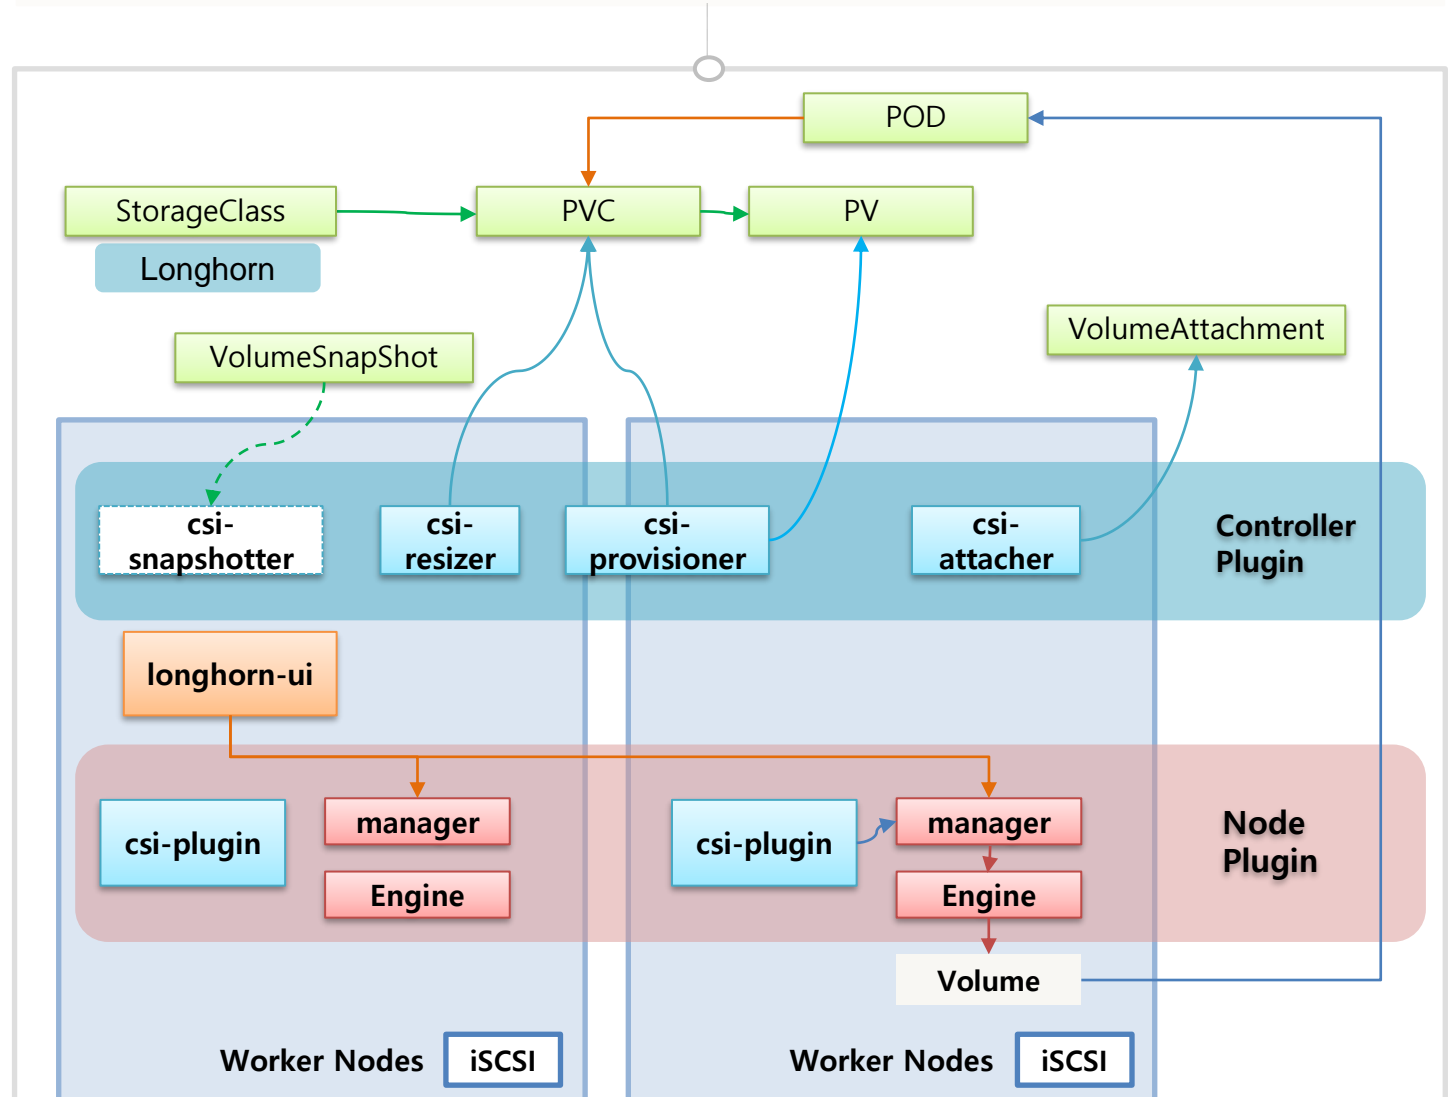 POD
StorageClass
PVC
PV
Longhorn
VolumeAttachment
VolumeSnapShot
csi-
snapshotter
csi-
resizer
csi-
provisioner
csi-
attacher
Controller
Plugin
longhorn-ui
csi-plugin
manager
Engine
csi-plugin
manager
Engine
Node
Plugin
Volume
Worker Nodes
iSCSI
Worker Nodes
iSCSI